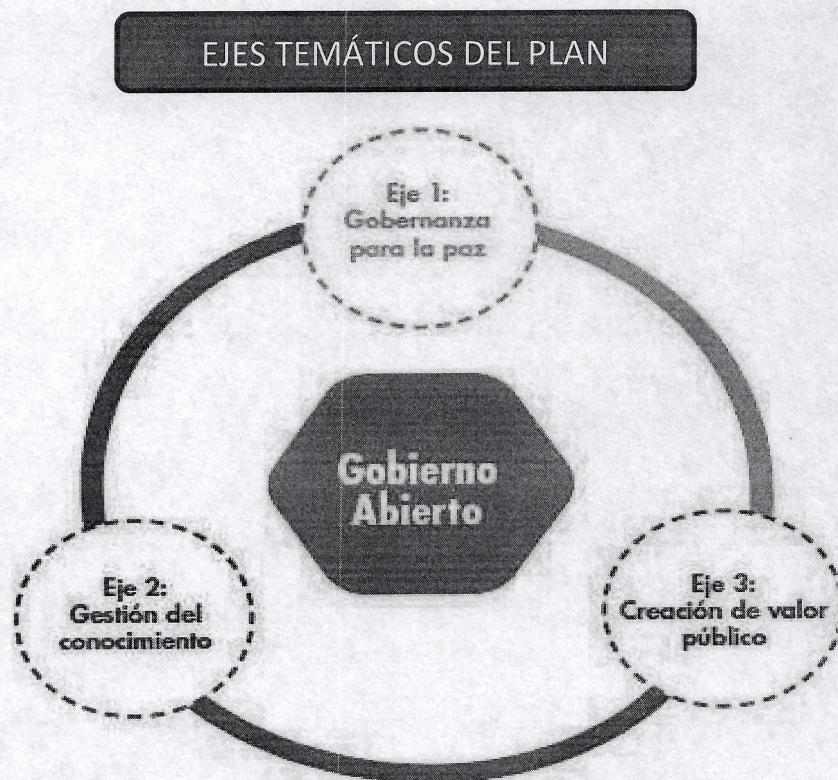 EJES TEMÁTICOS DEL PLAN
Eje 1:
Gobernanza
para la paz
Gobierno
Abierto
Eje 2:
Gestión del
conocimiento
Eje 3:
Creación de valor
público